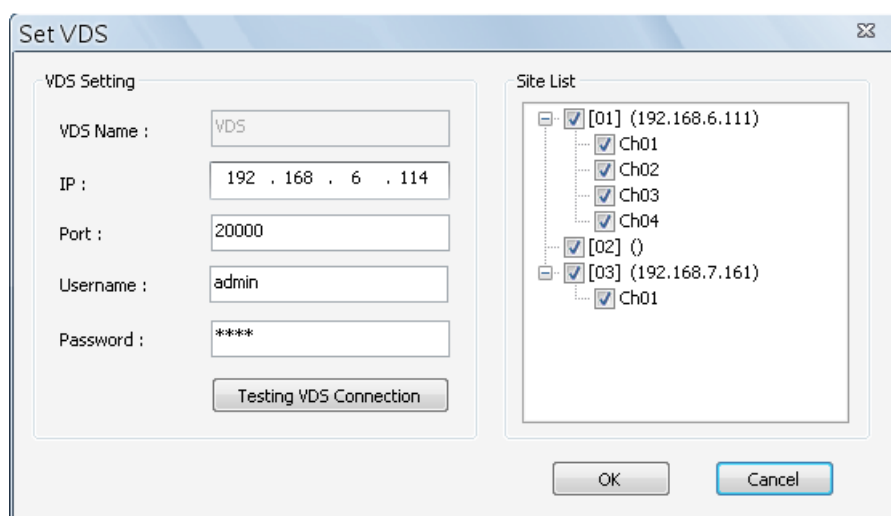 Set VDS
VDS Setting
VDS Name :
VDS
IP :
192 . 168 . 6 . 114
Port :
20000
Username :
admin
Password :
****
Testing VDS Connection
Site List
[01] (192.168.6.111)
Ch01
Ch02
Ch03
Ch04
[02] ()
[03] (192.168.7.161)
Ch01
OK
Cancel